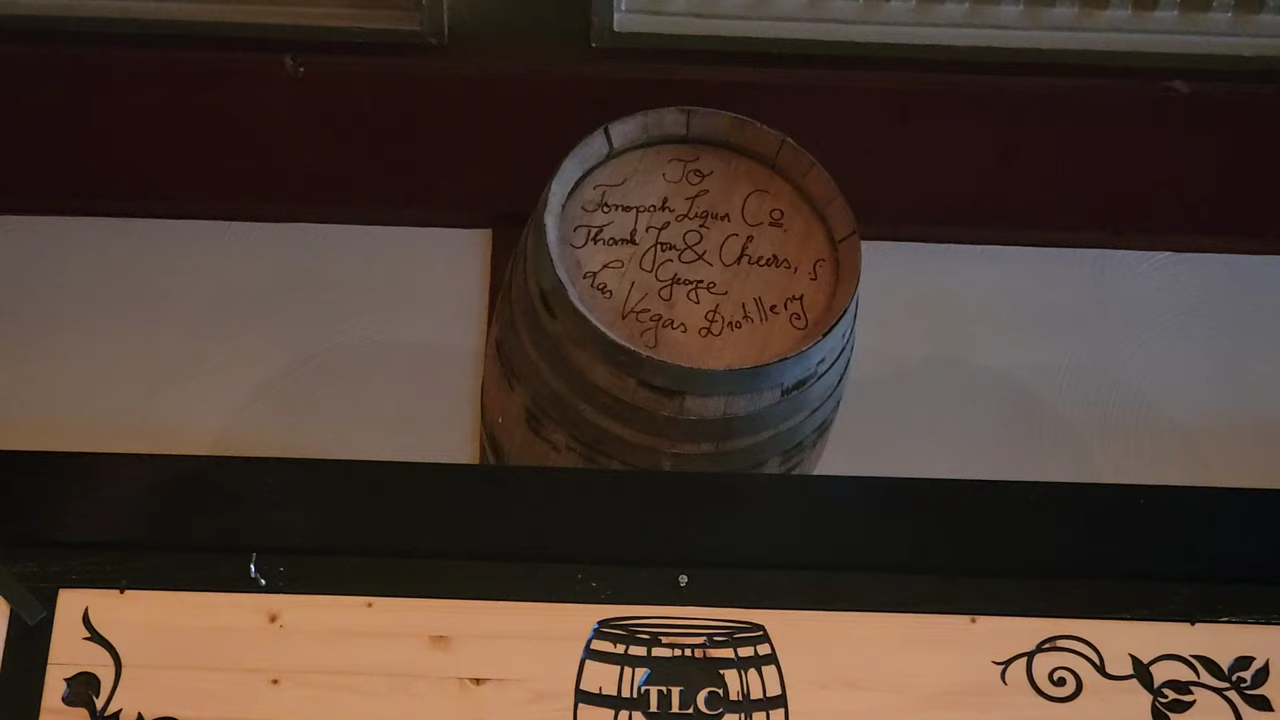 To
Tonopah Liquor Co
Thank You & Cheers,
George
Las Vegas Distillery
TLC